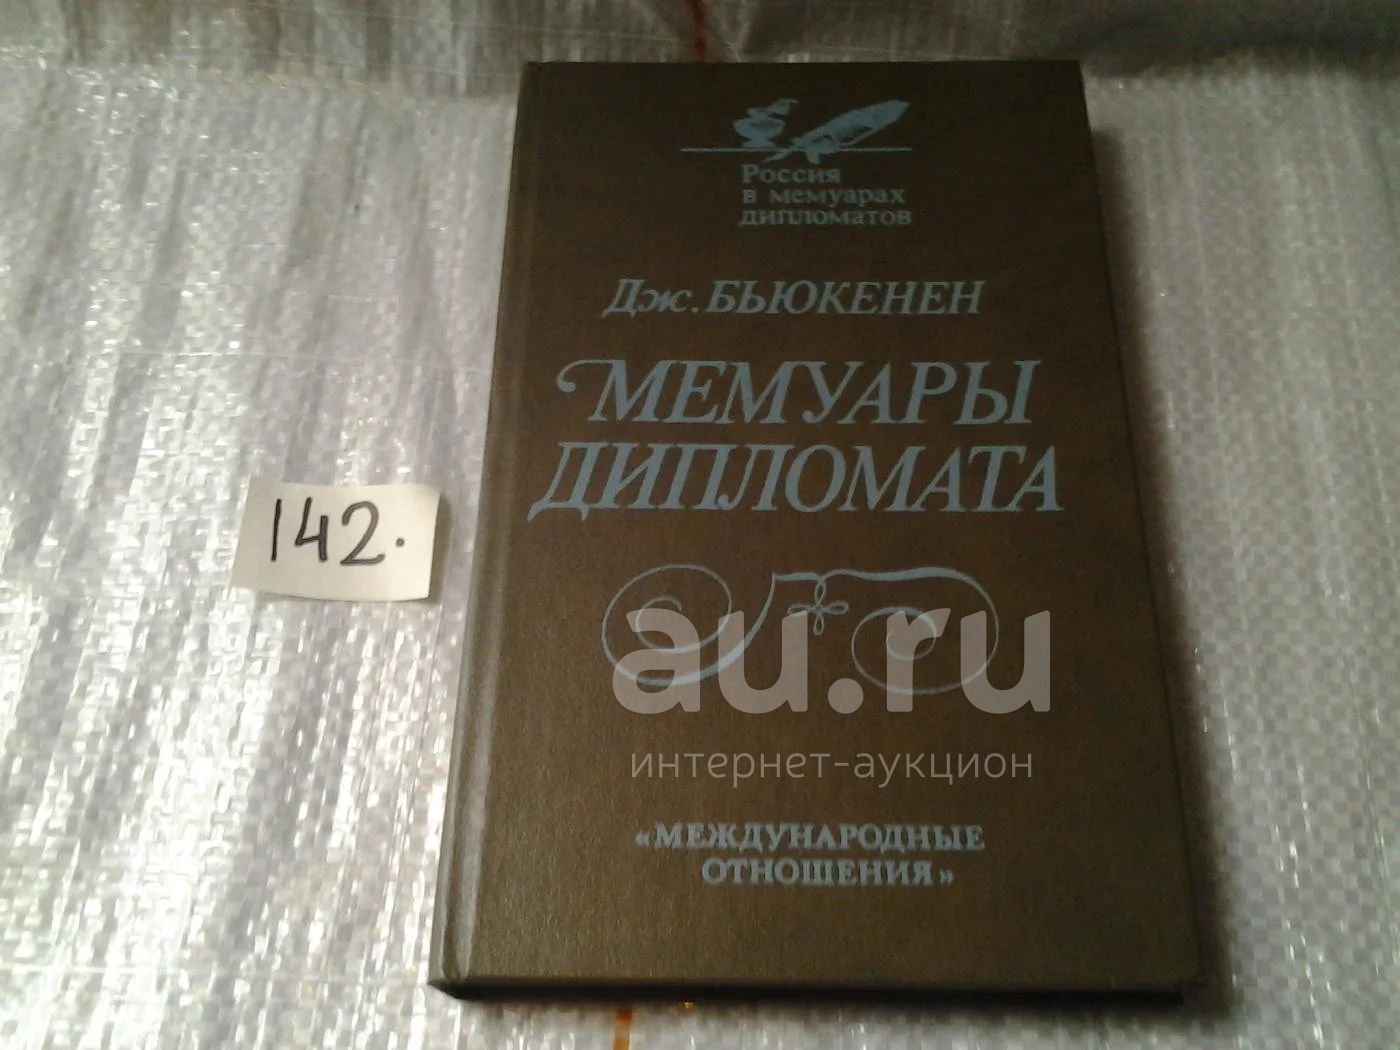 Россия
в мемуарах
дипломатов
Дж. БЬЮКЕНЕН
МЕМУАРЫ
ДИПЛОМАТА
142.
au.ru
интернет-аукцион
«МЕЖДУНАРОДНЫЕ
ОТНОШЕНИЯ»